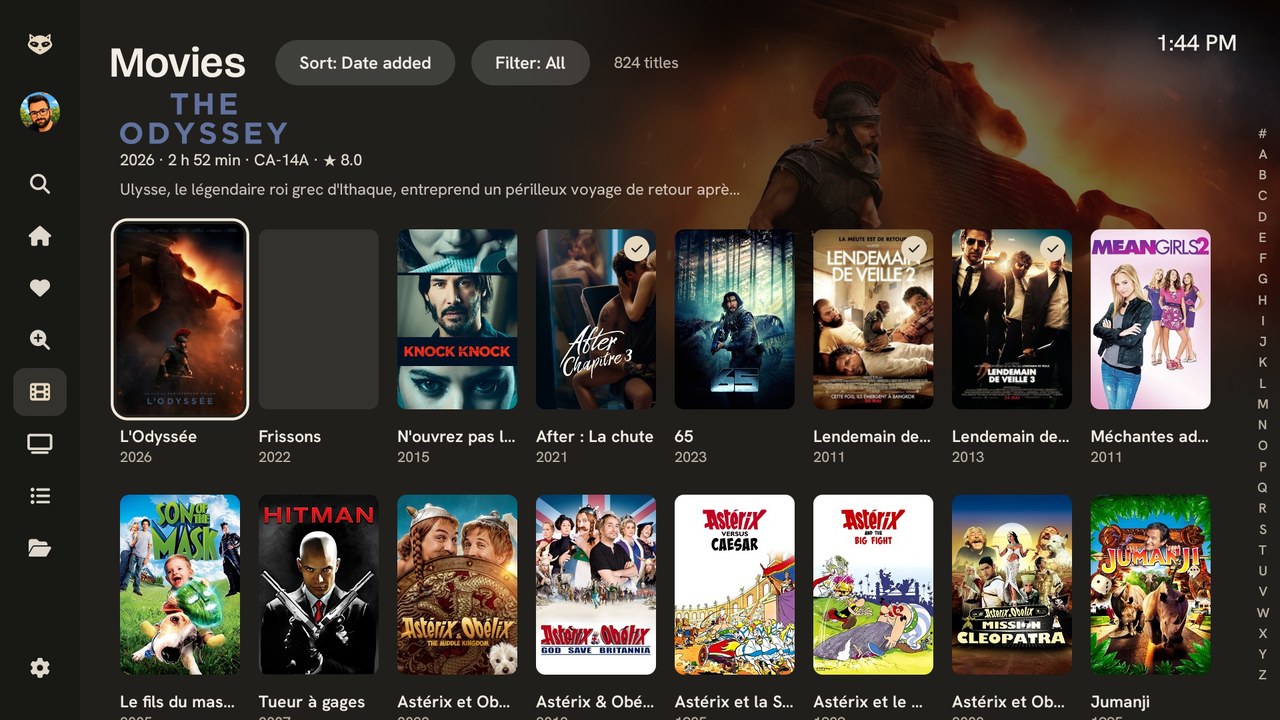 1:44 PM
Movies
Sort: Date added
Filter: All
824 titles
THE
ODYSSEY
2026 · 2 h 52 min · CA-14A · ★ 8.0
Ulysse, le légendaire roi grec d'Ithaque, entreprend un périlleux voyage de retour aprè...
L'ODYSSÉE
KNOCK KNOCK
After
Chapitre 3
65
LA MEUTE EST DE RETOUR
LENDEMAIN
DE VEILLE 2
CETTE FOIS, ILS ÉMERGENT À BANGKOK
LENDEMAIN
DE VEILLE 3
MEANGIRLS2
L'Odyssée
2026
Frissons
2022
N'ouvrez pas l...
2015
After : La chute
2021
65
2023
Lendemain de...
2011
Lendemain de...
2013
Méchantes ad...
2011
SON OF
THE
MASK
HITMAN
Astérix & Obélix
THE MIDDLE KINGDOM
Astérix & Obélix
GOD SAVE BRITANNIA
Astérix
VERSUS
CAESAR
Astérix
AND THE
BIG FIGHT
Astérix & Obélix
MISSION
CLEOPATRA
JUMANJI
Le fils du mas...
Tueur à gages
Astérix et Ob...
Astérix & Obé...
Astérix et la S...
Astérix et le ...
Astérix et Ob...
Jumanji
#
A
B
C
D
E
F
G
H
I
J
K
L
M
N
O
P
Q
R
S
T
U
V
W
X
Y
Z